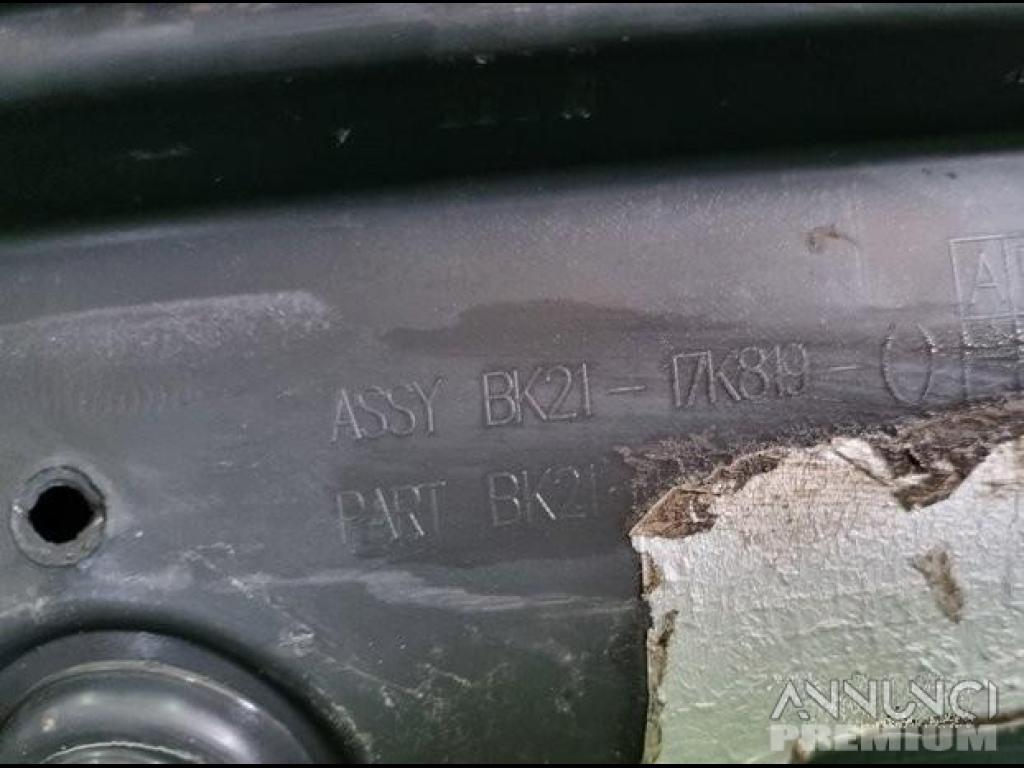 A
ASSY BK21-17K819-( )
PART BK21
ANNUNCI
PREMIUM